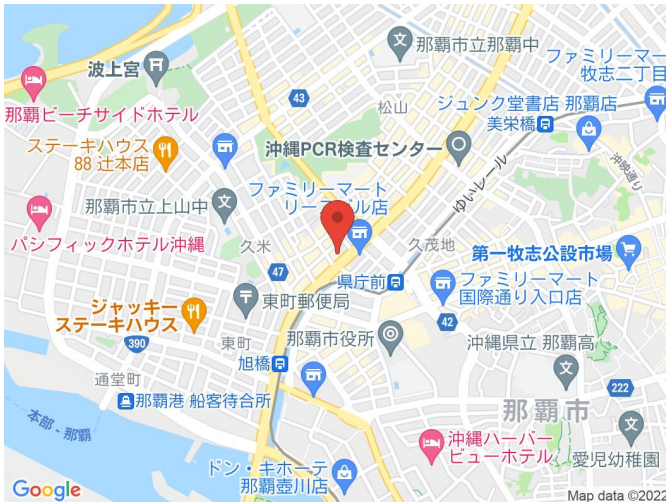 那覇市立那覇中
ファミリーマー
牧志二丁目
波上宮
43
松山
ジュンク堂書店 那覇店
那覇ビーチサイドホテル
美栄橋
ステーキハウス
88 辻本店
沖縄PCR検査センター
沖映通り
ゆいレール
ファミリーマート
リーフビル店
那覇市立上山中
パシフィックホテル沖縄
久米
久茂地
第一牧志公設市場
47
県庁前
ファミリーマート
国際通り入口店
東町郵便局
ジャッキー
ステーキハウス
42
那覇市役所
沖縄県立 那覇高
390
東町
旭橋
通堂町
222
那覇港 船客待合所
那覇市
本部 - 那覇
沖縄ハーバー
ビューホテル
愛児幼稚園
ドン・キホーテ
那覇壺川店
Google
Map data ©2022